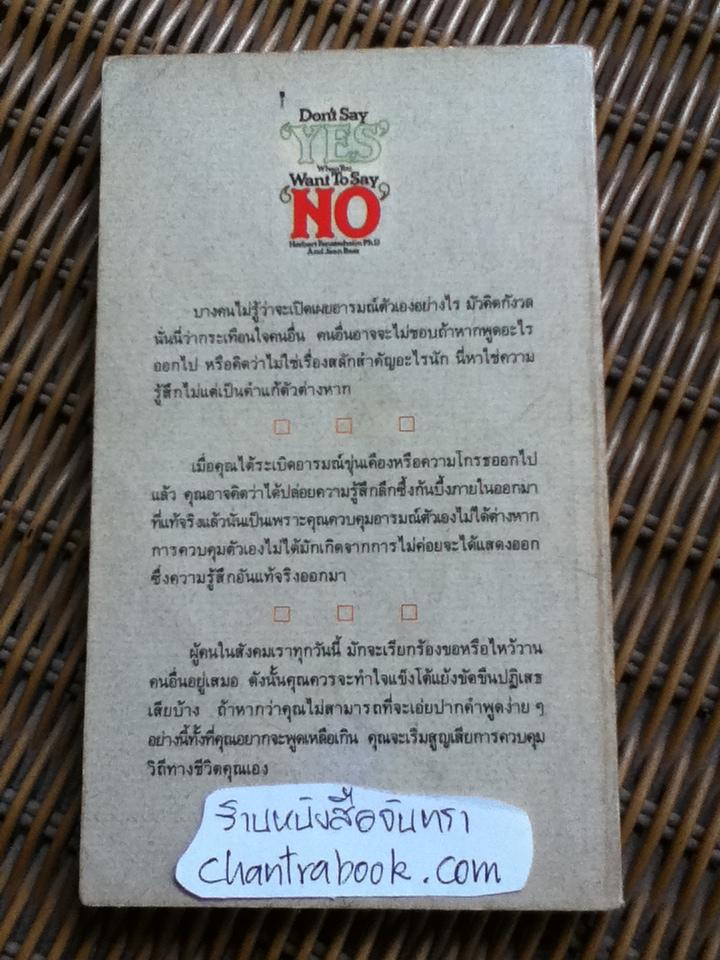 Don't Say
'YES'
When You
Want To Say
'NO'
Herbert Fensterheim Ph.D
And Jean Baer
บางคนไม่รู้ว่าจะเปิดเผยอารมณ์ตัวเองอย่างไร มัวคิดกังวล
นั่นนี่ว่ากระเทือนใจคนอื่น คนอื่นอาจจะไม่ชอบถ้าหากพูดอะไร
ออกไป หรือคิดว่าไม่ใช่เรื่องสลักสำคัญอะไรนัก นี่หาใช่ความ
รู้สึกไม่แต่เป็นคำแก้ตัวต่างหาก
เมื่อคุณได้ระเบิดอารมณ์ขุ่นเคืองหรือความโกรธออกไป
แล้ว คุณอาจคิดว่าได้ปล่อยความรู้สึกลึกซึ้งก้นบึ้งภายในออกมา
ที่แท้จริงแล้วนั่นเป็นเพราะคุณควบคุมอารมณ์ตัวเองไม่ได้ต่างหาก
การควบคุมตัวเองไม่ได้มักเกิดจากการไม่ค่อยจะได้แสดงออก
ซึ่งความรู้สึกอันแท้จริงออกมา
ผู้คนในสังคมเราทุกวันนี้ มักจะเรียกร้องขอหรือไหว้วาน
คนอื่นอยู่เสมอ ดังนั้นคุณควรจะทำใจแข็งโต้แย้งขัดขืนปฏิเสธ
เสียบ้าง ถ้าหากว่าคุณไม่สามารถที่จะเอ่ยปากคำพูดง่าย ๆ
อย่างนี้ทั้งที่คุณอยากจะพูดเหลือเกิน คุณจะเริ่มสูญเสียการควบคุม
วิถีทางชีวิตคุณเอง
ร้านหนังสือจันทรา
chantrabook.com